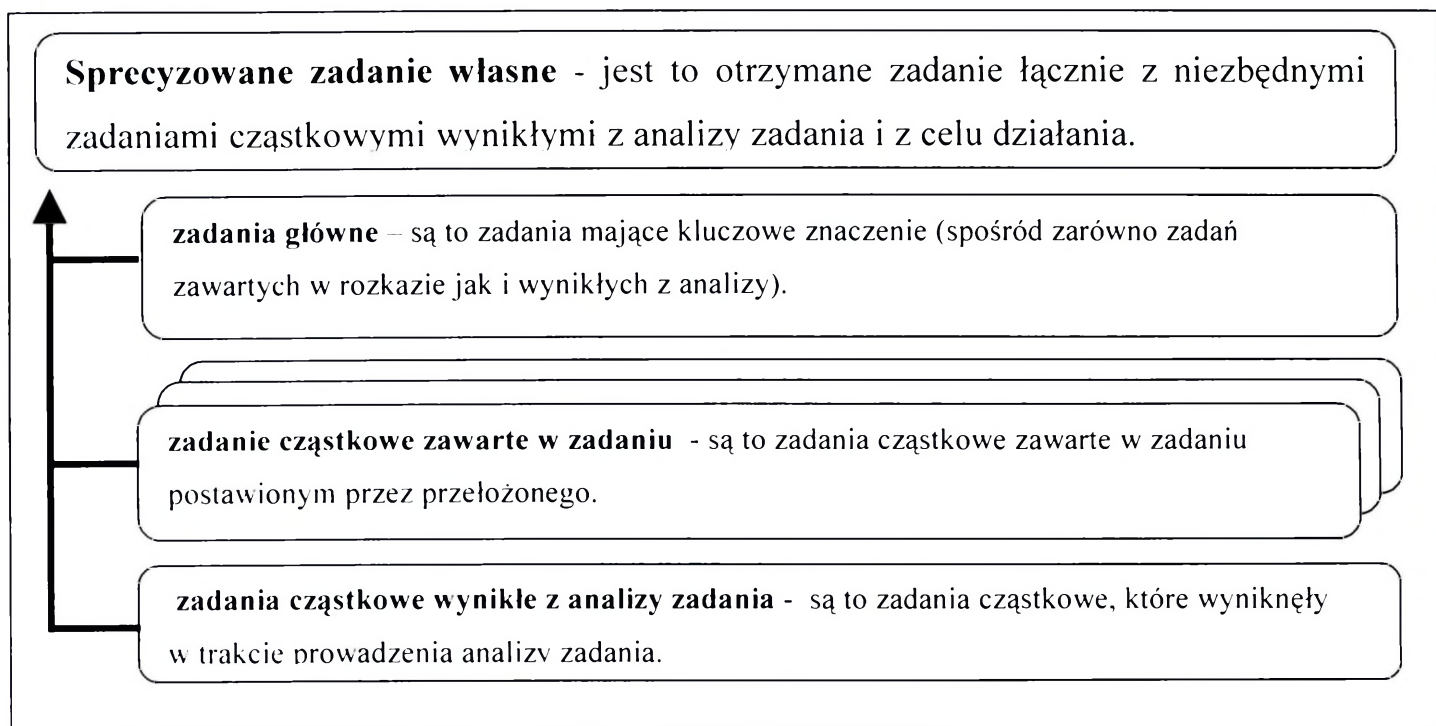 Sprecyzowane zadanie własne - jest to otrzymane zadanie łącznie z niezbędnymi
zadaniami cząstkowymi wynikłymi z analizy zadania i z celu działania.
zadania główne – są to zadania mające kluczowe znaczenie (spośród zarówno zadań
zawartych w rozkazie jak i wynikłych z analizy).
zadanie cząstkowe zawarte w zadaniu - są to zadania cząstkowe zawarte w zadaniu
postawionym przez przełożonego.
zadania cząstkowe wynikłe z analizy zadania - są to zadania cząstkowe, które wyniknęły
w trakcie prowadzenia analizy zadania.